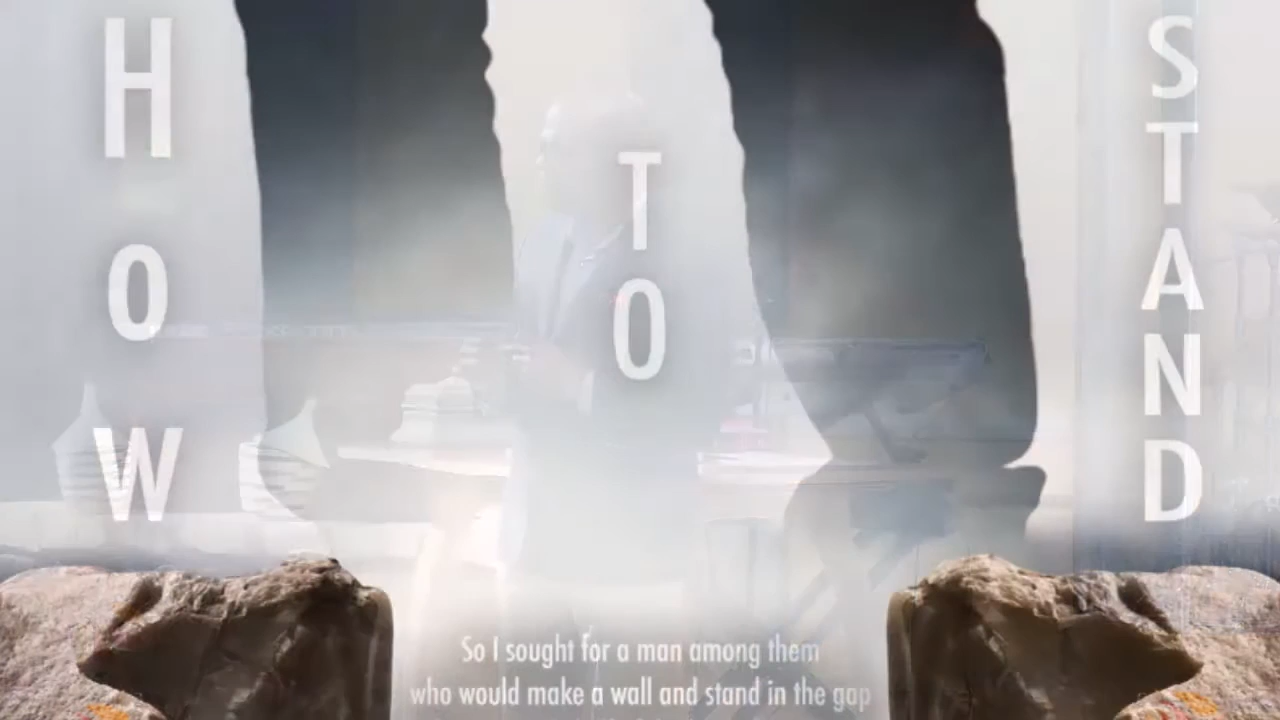 HOW
TO
STAND
So I sought for a man among them
who would make a wall and stand in the gap